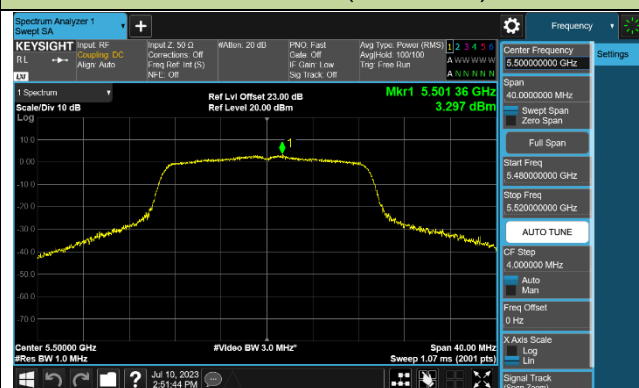 Spectrum Analyzer 1
Swept SA
Frequency
KEYSIGHT
RL
Input: RF
Coupling: DC
Align: Auto
Input Z: 50 Ω
Corrections: Off
Freq Ref: Int (S)
NFE: Off
#Atten: 20 dB
PNO: Fast
Gate: Off
IF Gain: Low
Sig Track: Off
Avg Type: Power (RMS)
Avg|Hold: 100/100
Trig: Free Run
1 2 3 4 5 6
A W W W W W
A N N N N N
LXI
1 Spectrum
Scale/Div 10 dB
Log
Ref Lvl Offset 23.00 dB
Ref Level 20.00 dBm
Mkr1 5.501 36 GHz
3.297 dBm
1
10.0
0.00
-10.0
-20.0
-30.0
-40.0
-50.0
-60.0
-70.0
Center 5.50000 GHz
#Res BW 1.0 MHz
#Video BW 3.0 MHz*
Span 40.00 MHz
Sweep 1.07 ms (2001 pts)
Center Frequency
5.500000000 GHz
Settings
Span
40.0000000 MHz
Swept Span
Zero Span
Full Span
Start Freq
5.480000000 GHz
Stop Freq
5.520000000 GHz
AUTO TUNE
CF Step
4.000000 MHz
Auto
Man
Freq Offset
0 Hz
X Axis Scale
Log
Lin
Signal Track
(Span Zoom)
Jul 10, 2023
2:51:44 PM